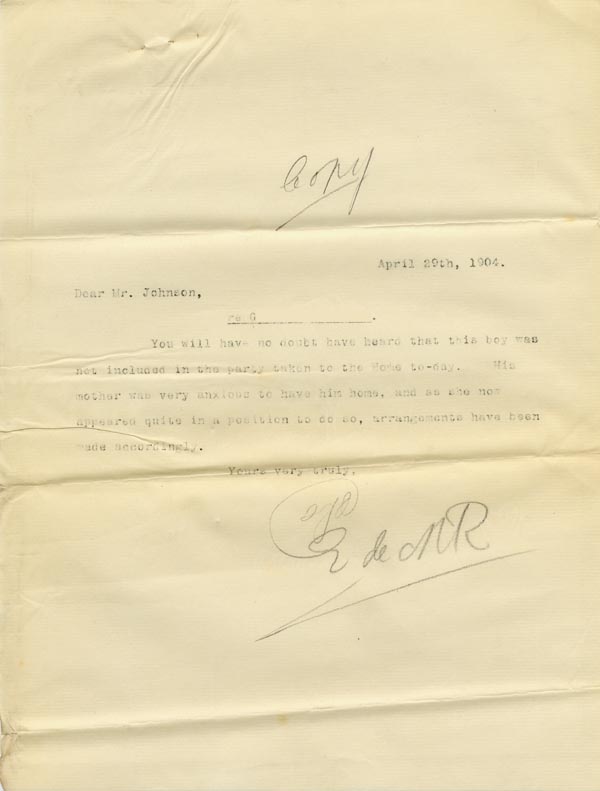 Copy
April 29th, 1904.
Dear Mr. Johnson,
re G                    .
You will have no doubt have heard that this boy was
not included in the party taken to the Home to-day. His
mother was very anxious to have him home, and as she now
appeared quite in a position to do so, arrangements have been
made accordingly.
Yours very truly,
E de M R